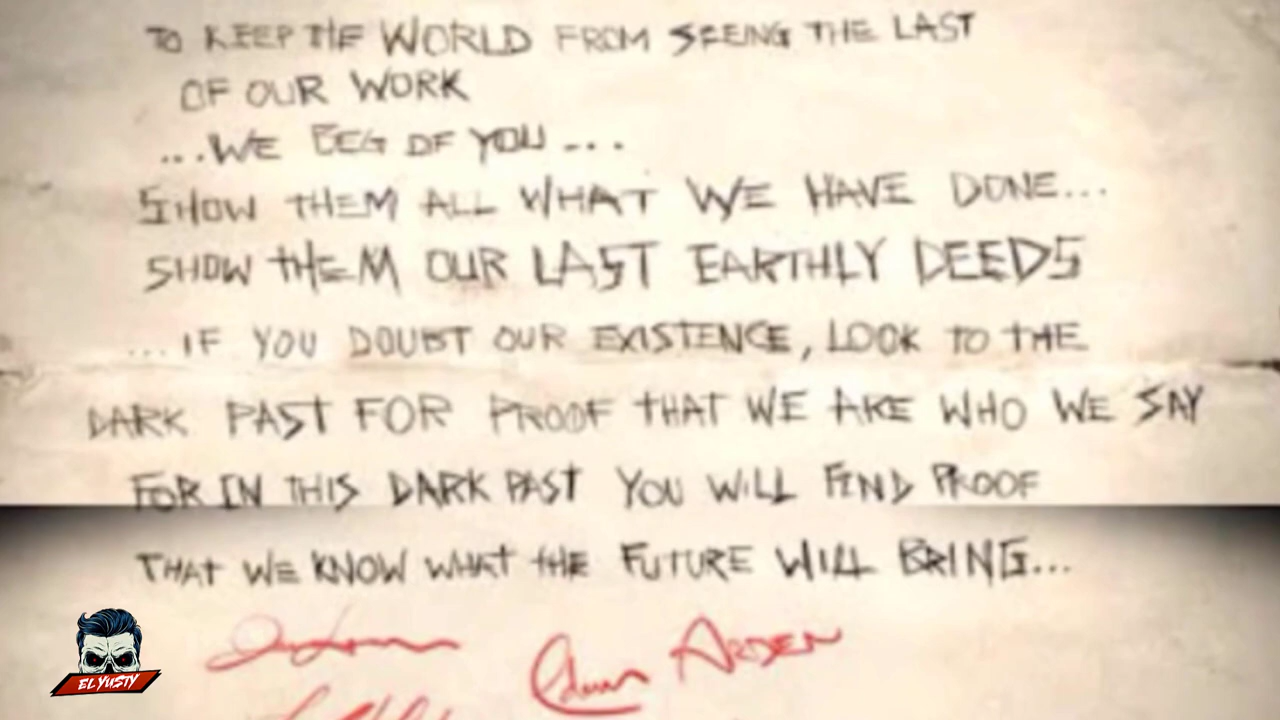 TO KEEP THE WORLD FROM SEEING THE LAST
OF OUR WORK
...WE BEG OF YOU ...
SHOW THEM ALL WHAT WE HAVE DONE...
SHOW THEM OUR LAST EARTHLY DEEDS
...IF YOU DOUBT OUR EXISTENCE, LOOK TO THE
DARK PAST FOR PROOF THAT WE ARE WHO WE SAY
FOR IN THIS DARK PAST YOU WILL FIND PROOF
THAT WE KNOW WHAT THE FUTURE WILL BRING...
ARDEN
EL YUSTY